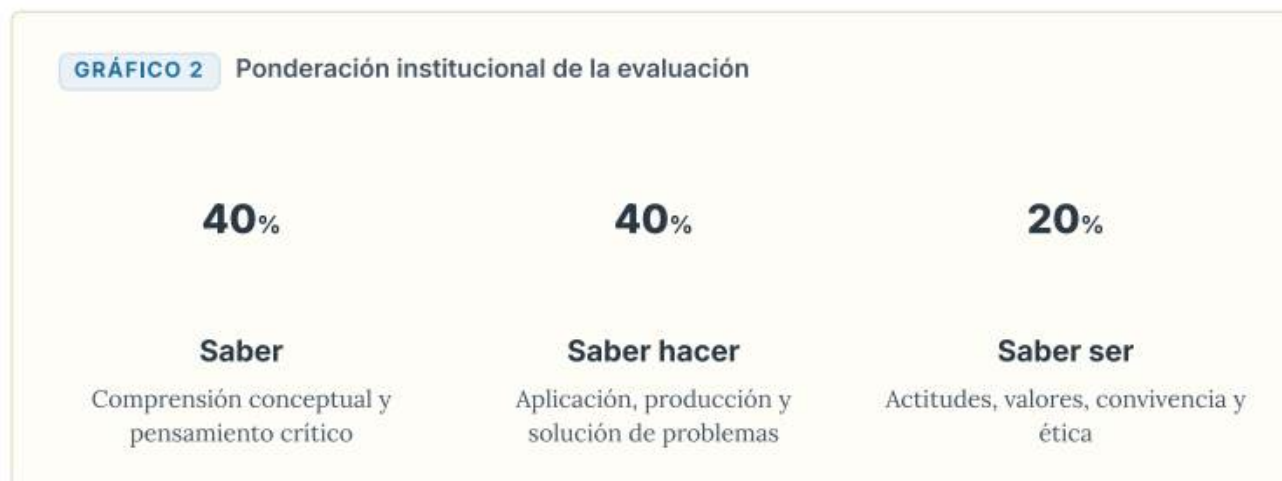 GRÁFICO 2 Ponderación institucional de la evaluación
40% 40% 20%
Saber Saber hacer Saber ser
Comprensión conceptual y Aplicación, producción y Actitudes, valores, convivencia y
pensamiento crítico solución de problemas ética